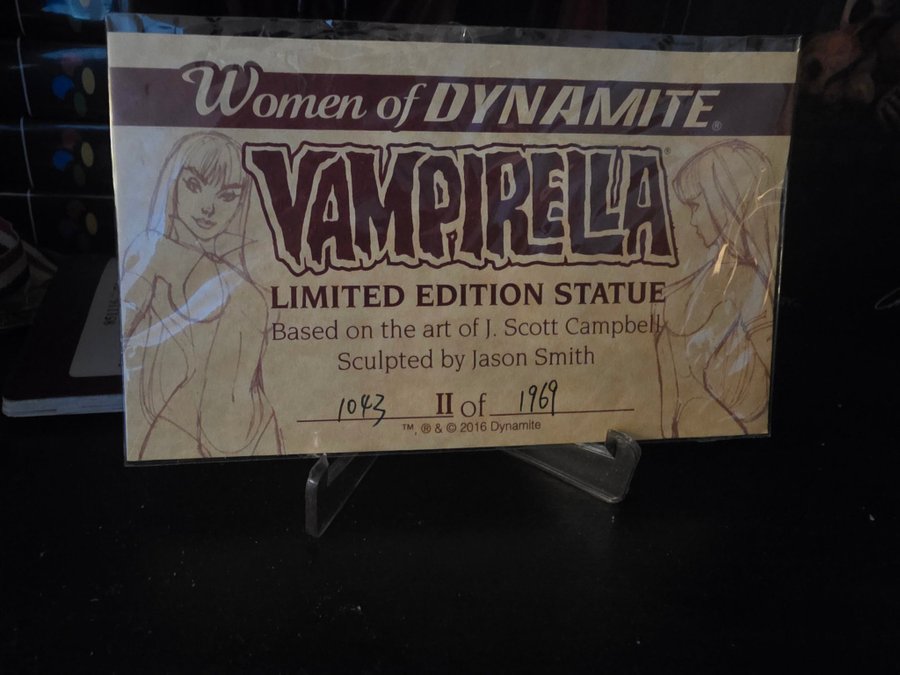 Women of DYNAMITE®
VAMPIRELLA®
LIMITED EDITION STATUE
Based on the art of J. Scott Campbell
Sculpted by Jason Smith
1043 II of 1969
™, ® & © 2016 Dynamite